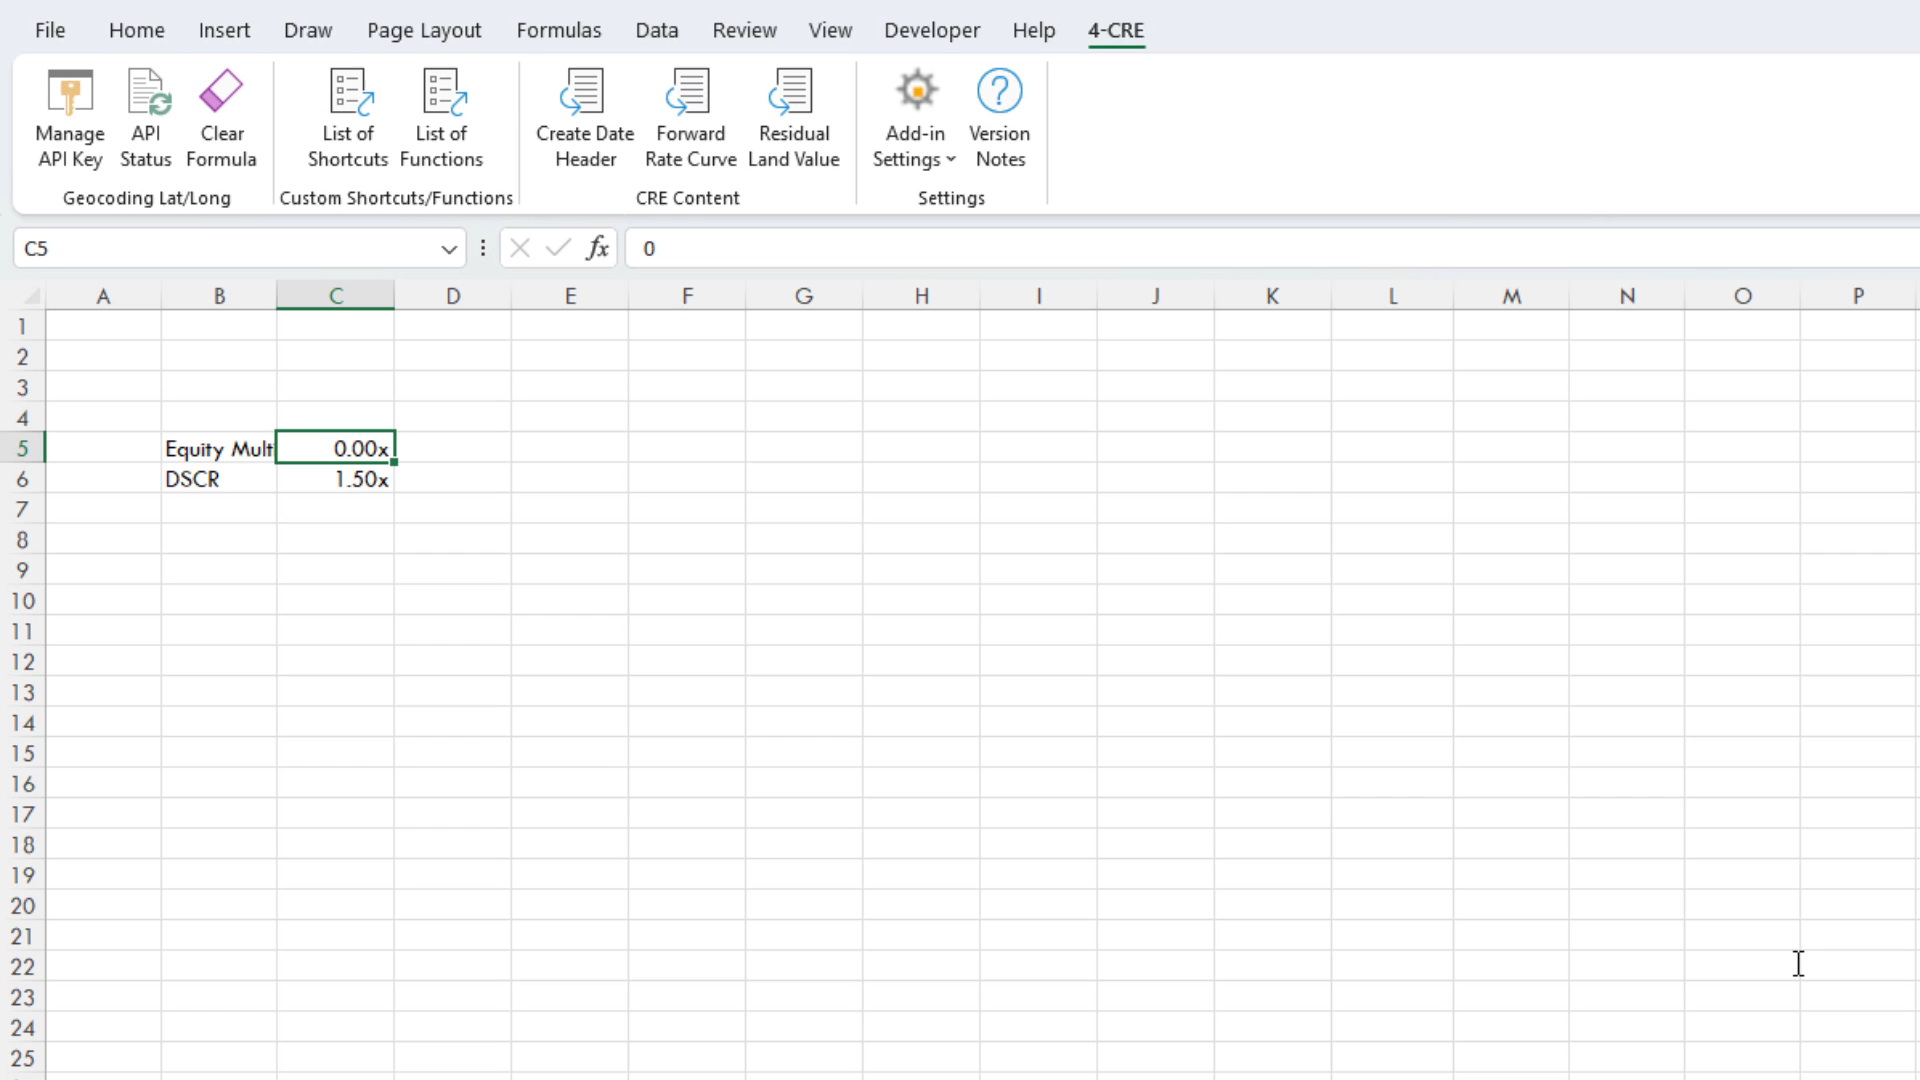 File Home Insert Draw Page Layout Formulas Data Review View Developer Help 4-CRE
Manage API Clear List of List of Create Date Forward Residual Add-in Version
API Key Status Formula Shortcuts Functions Header Rate Curve Land Value Settings Notes
Geocoding Lat/Long Custom Shortcuts/Functions CRE Content Settings
C5 fx 0
A B C D E F G H I J K L M N O P
1
2
3
4
5 Equity Mult 0.00x
6 DSCR 1.50x
7
8
9
10
11
12
13
14
15
16
17
18
19
20
21
22
23
24
25